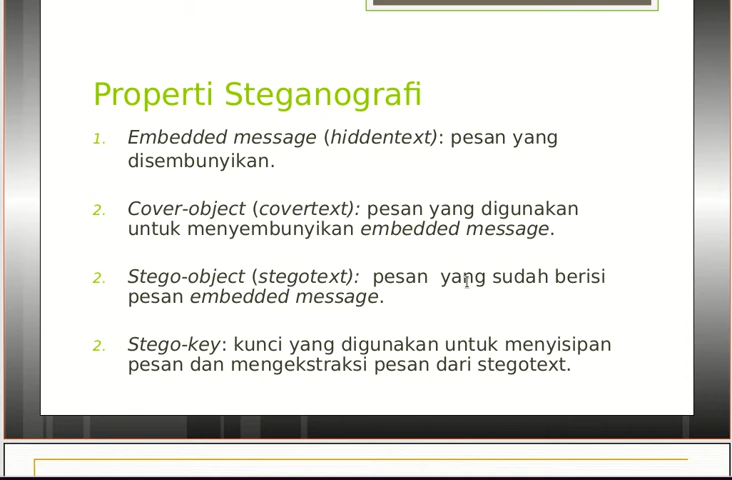 Properti Steganografi
1. Embedded message (hiddentext): pesan yang
disembunyikan.
2. Cover-object (covertext): pesan yang digunakan
untuk menyembunyikan embedded message.
2. Stego-object (stegotext): pesan yang sudah berisi
pesan embedded message.
2. Stego-key: kunci yang digunakan untuk menyisipan
pesan dan mengekstraksi pesan dari stegotext.